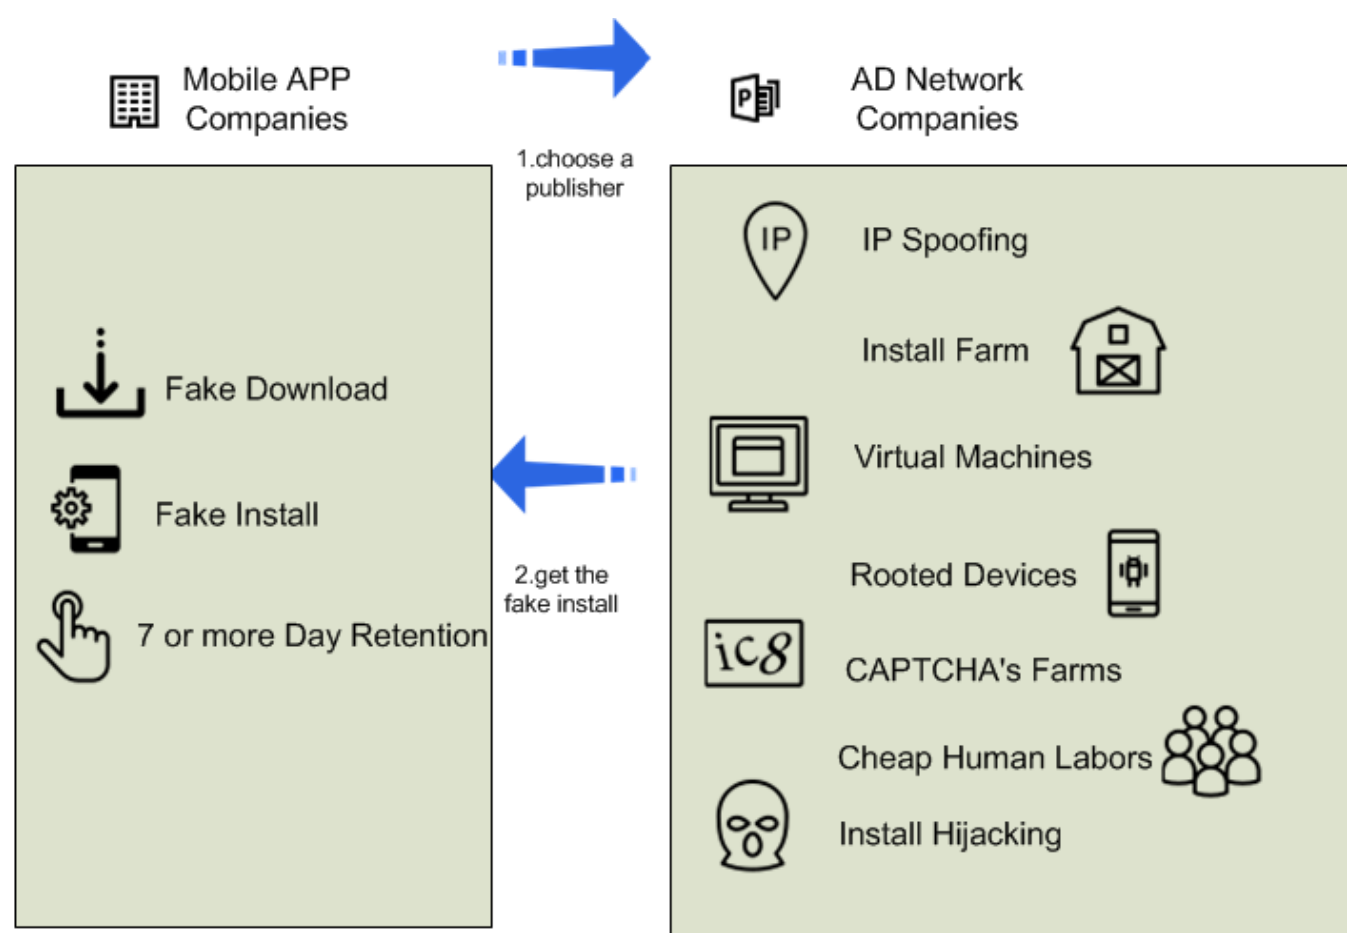 Mobile APP
Companies
AD Network
Companies
1.choose a
publisher
IP
IP Spoofing
Install Farm
Fake Download
Virtual Machines
Fake Install
2.get the
fake install
Rooted Devices
7 or more Day Retention
ic8
CAPTCHA's Farms
Cheap Human Labors
Install Hijacking
P